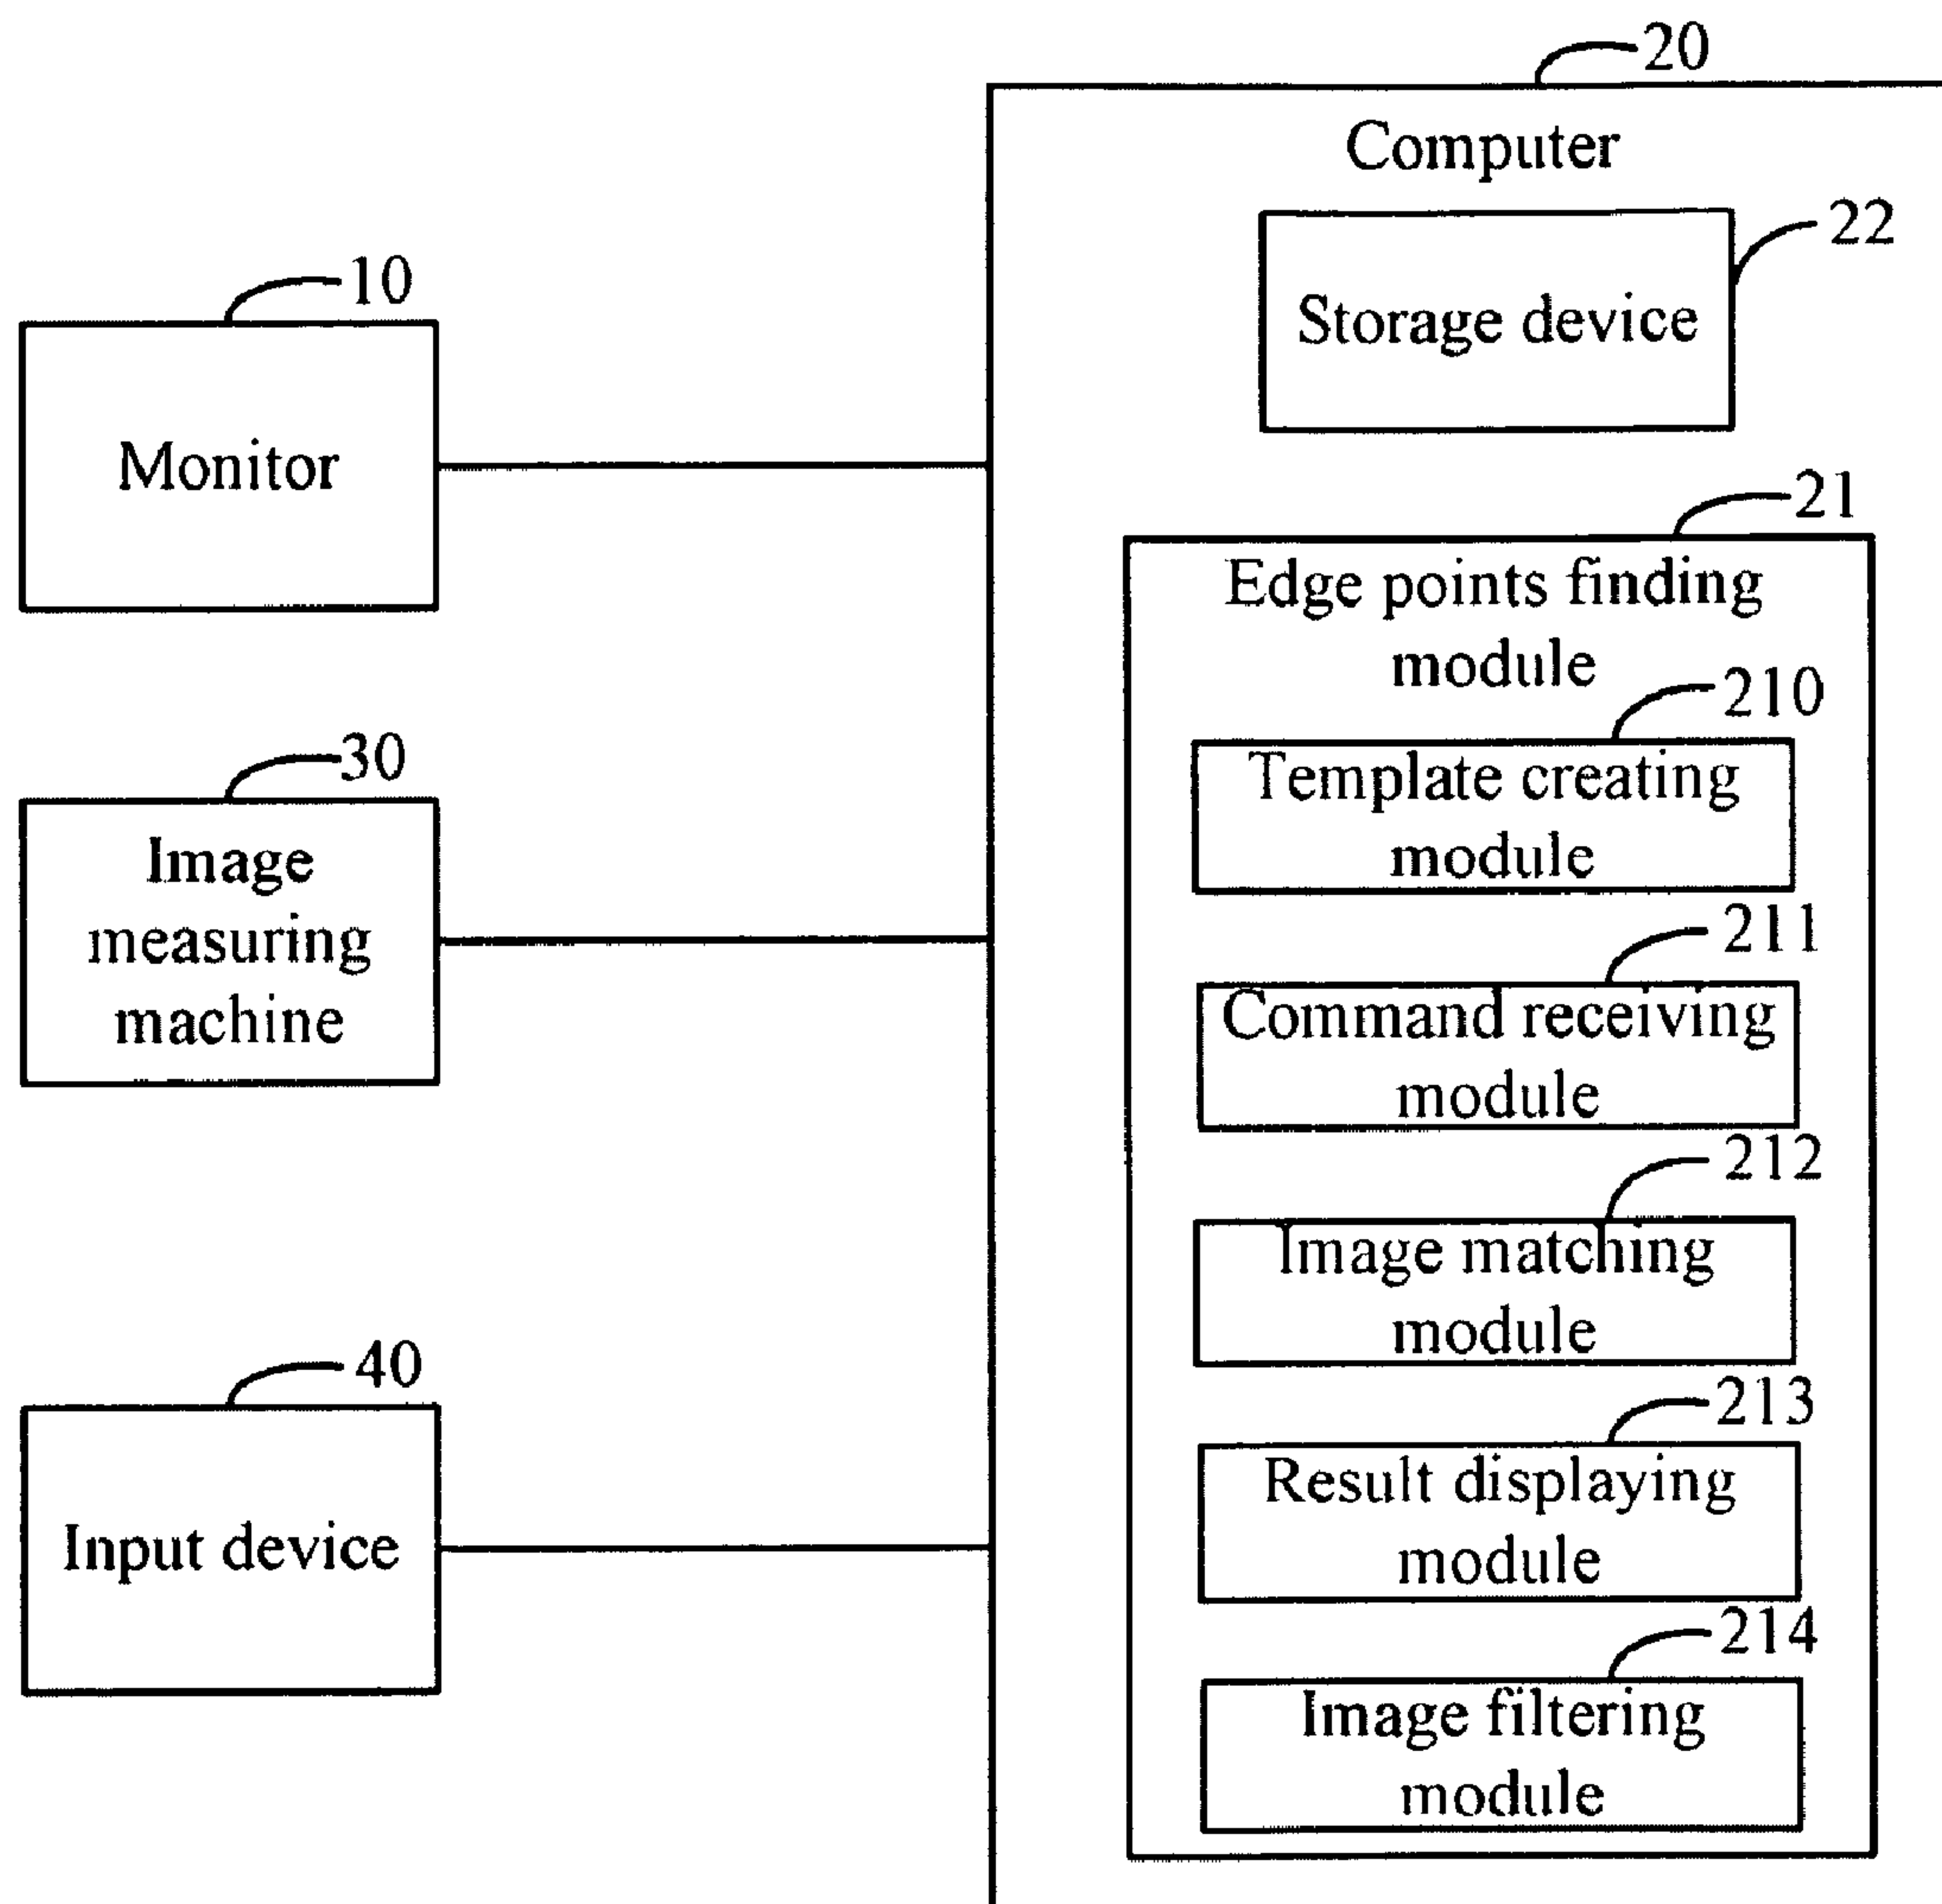 20
Computer
22
Storage device
10
Monitor
21
Edge points finding
module
210
Template creating
module
30
Image
measuring
machine
211
Command receiving
module
212
Image matching
module
40
Input device
213
Result displaying
module
214
Image filtering
module